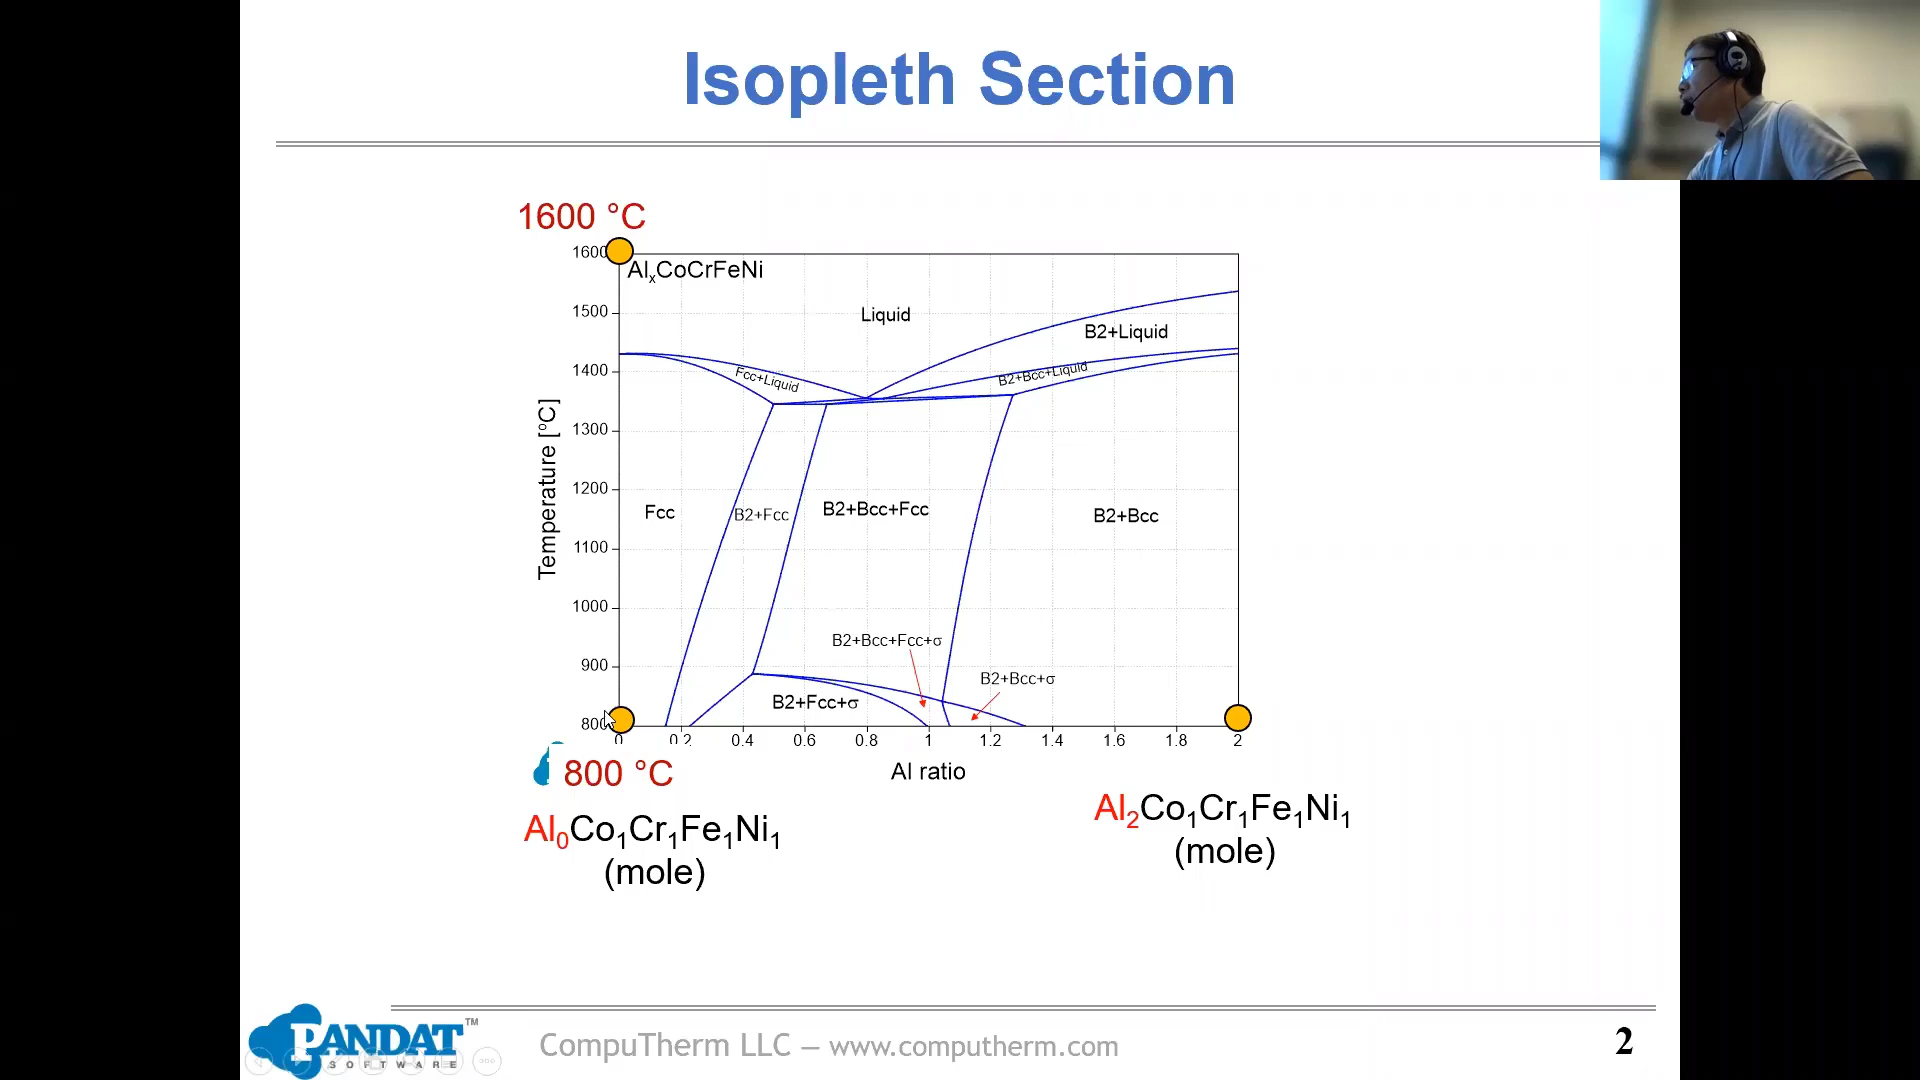 Isopleth Section
1600 °C
1600
AlₓCoCrFeNi
1500
Liquid
B2+Liquid
1400
Fcc+Liquid
B2+Bcc+Liquid
1300
Temperature [°C]
1200
Fcc
B2+Fcc
B2+Bcc+Fcc
B2+Bcc
1100
1000
B2+Bcc+Fcc+σ
900
B2+Bcc+σ
B2+Fcc+σ
800
0 0.2 0.4 0.6 0.8 1 1.2 1.4 1.6 1.8 2
Al ratio
800 °C
Al₀Co₁Cr₁Fe₁Ni₁
(mole)
Al₂Co₁Cr₁Fe₁Ni₁
(mole)
PANDAT™
SOFTWARE
CompuTherm LLC – www.computherm.com
2